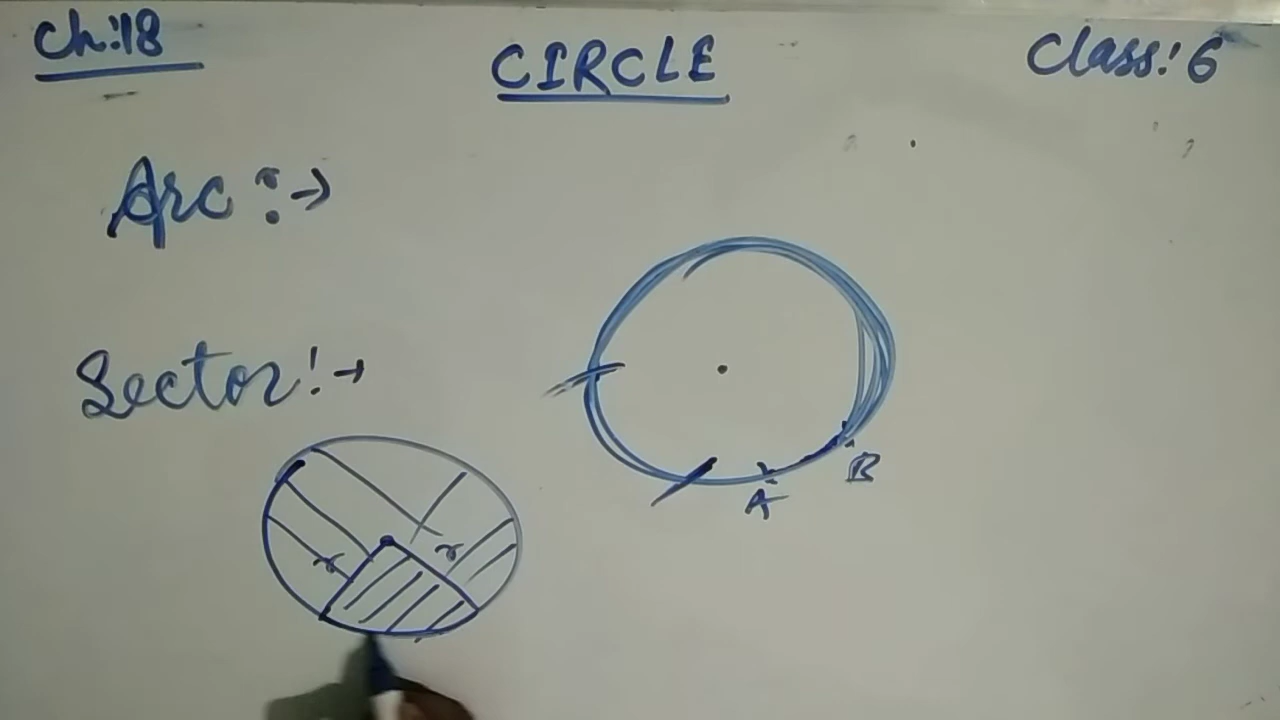 Ch:18
CIRCLE
Class: 6
Arc :→
Sector :→
A
B
r
r